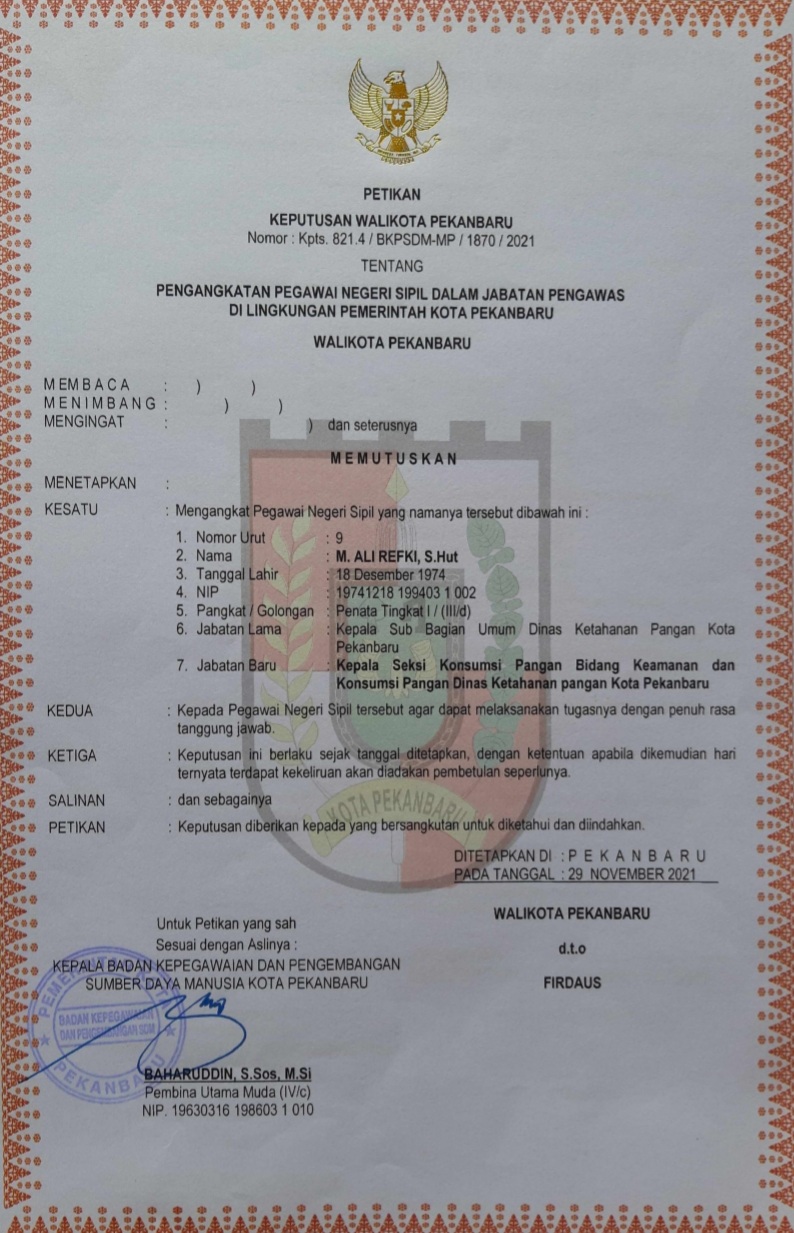 PETIKAN
KEPUTUSAN WALIKOTA PEKANBARU
Nomor : Kpts. 821.4 / BKPSDM-MP / 1870 / 2021
TENTANG
PENGANGKATAN PEGAWAI NEGERI SIPIL DALAM JABATAN PENGAWAS
DI LINGKUNGAN PEMERINTAH KOTA PEKANBARU
WALIKOTA PEKANBARU
MEMBACA : ) )
MENIMBANG : ) )
MENGINGAT : ) dan seterusnya
MEMUTUSKAN
MENETAPKAN :
KESATU : Mengangkat Pegawai Negeri Sipil yang namanya tersebut dibawah ini :
1. Nomor Urut : 9
2. Nama : M. ALI REFKI, S.Hut
3. Tanggal Lahir : 18 Desember 1974
4. NIP : 19741218 199403 1 002
5. Pangkat / Golongan : Penata Tingkat I / (III/d)
6. Jabatan Lama : Kepala Sub Bagian Umum Dinas Ketahanan Pangan Kota
Pekanbaru
7. Jabatan Baru : Kepala Seksi Konsumsi Pangan Bidang Keamanan dan
Konsumsi Pangan Dinas Ketahanan pangan Kota Pekanbaru
KEDUA : Kepada Pegawai Negeri Sipil tersebut agar dapat melaksanakan tugasnya dengan penuh rasa
tanggung jawab.
KETIGA : Keputusan ini berlaku sejak tanggal ditetapkan, dengan ketentuan apabila dikemudian hari
ternyata terdapat kekeliruan akan diadakan pembetulan seperlunya.
SALINAN : dan sebagainya
KOTA PEKANBARU
PETIKAN : Keputusan diberikan kepada yang bersangkutan untuk diketahui dan diindahkan.
DITETAPKAN DI : P E K A N B A R U
PADA TANGGAL : 29 NOVEMBER 2021
WALIKOTA PEKANBARU
d.t.o
FIRDAUS
Untuk Petikan yang sah
Sesuai dengan Aslinya :
KEPALA BADAN KEPEGAWAIAN DAN PENGEMBANGAN
SUMBER DAYA MANUSIA KOTA PEKANBARU
BADAN KEPEGAWAIAN
DAN PENGEMBANGAN SDM
PEKANBARU
BAHARUDDIN, S.Sos, M.Si
Pembina Utama Muda (IV/c)
NIP. 19630316 198603 1 010